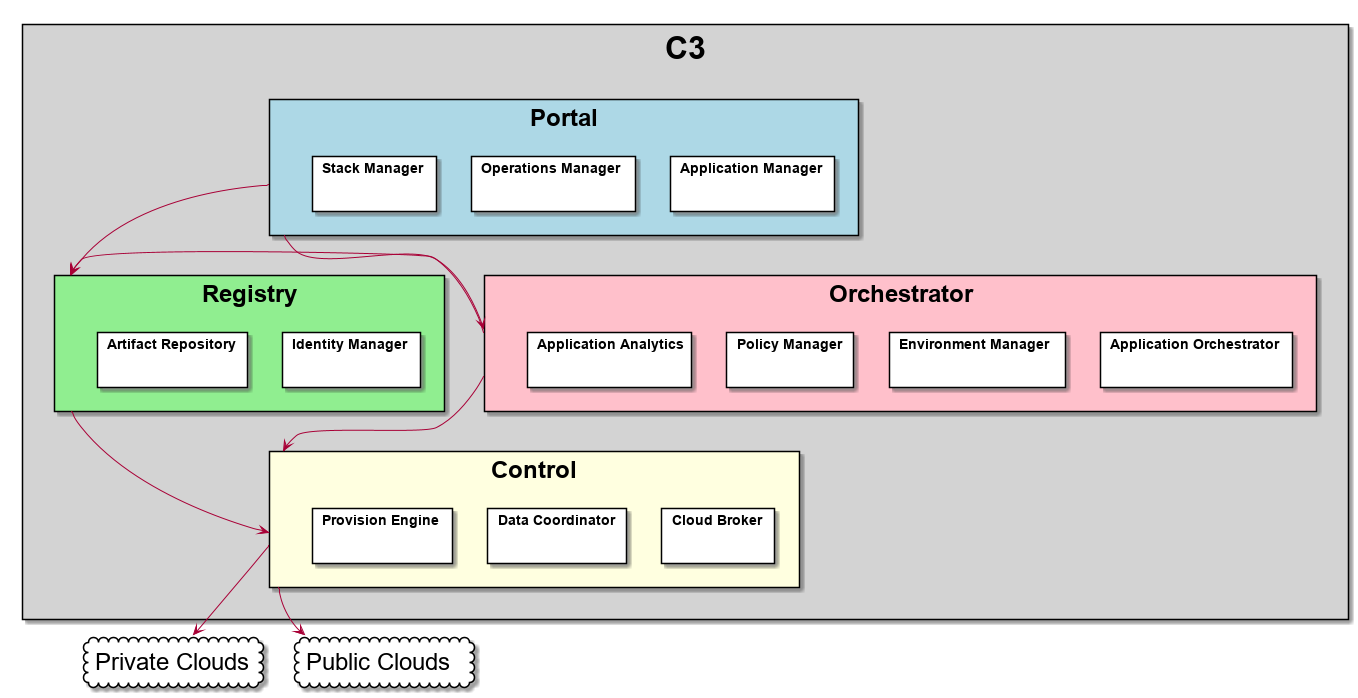 C3
Portal
Stack Manager
Operations Manager
Application Manager
Registry
Artifact Repository
Identity Manager
Orchestrator
Application Analytics
Policy Manager
Environment Manager
Application Orchestrator
Control
Provision Engine
Data Coordinator
Cloud Broker
Private Clouds
Public Clouds